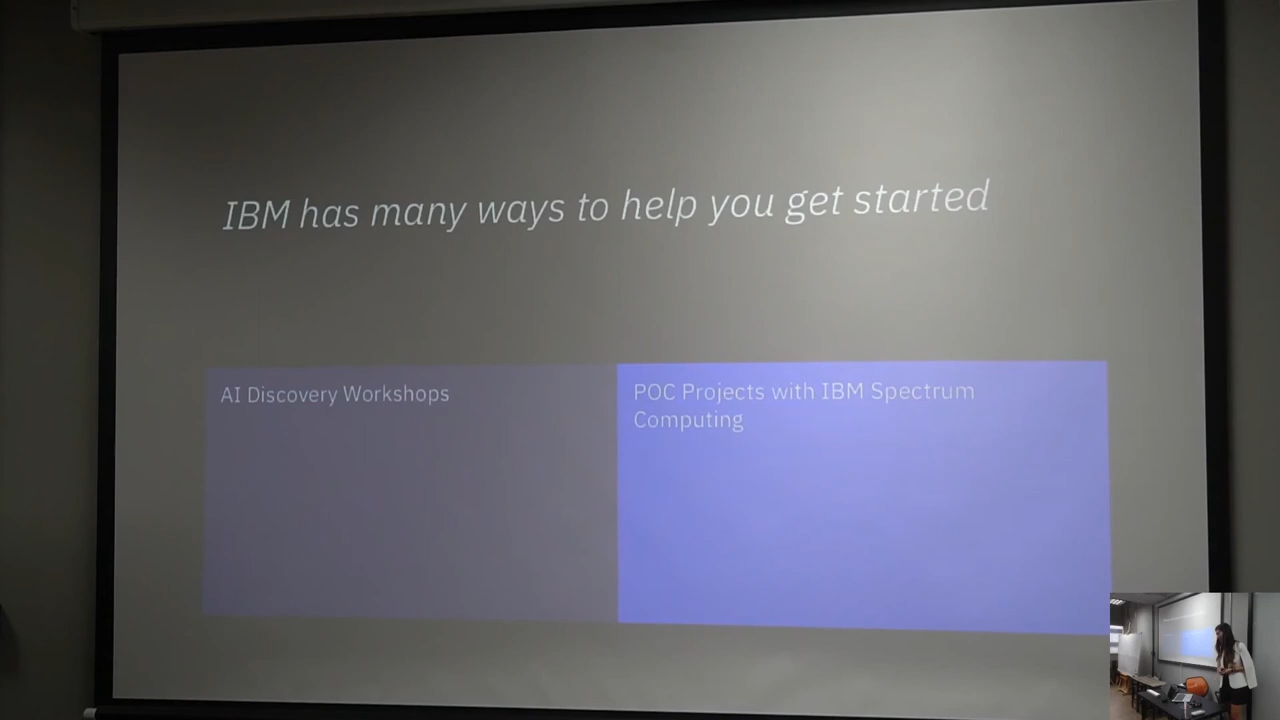 IBM has many ways to help you get started
AI Discovery Workshops
POC Projects with IBM Spectrum
Computing